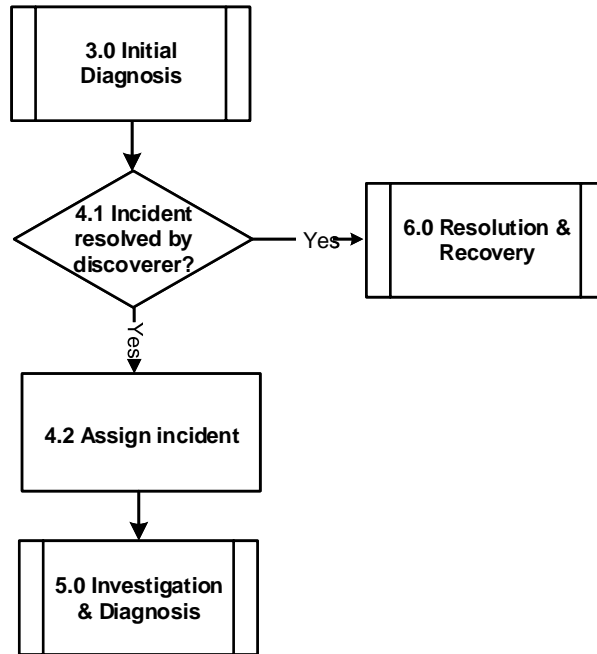 3.0 Initial
Diagnosis
4.1 Incident
resolved by
discoverer?
Yes
6.0 Resolution &
Recovery
Yes
4.2 Assign incident
5.0 Investigation
& Diagnosis